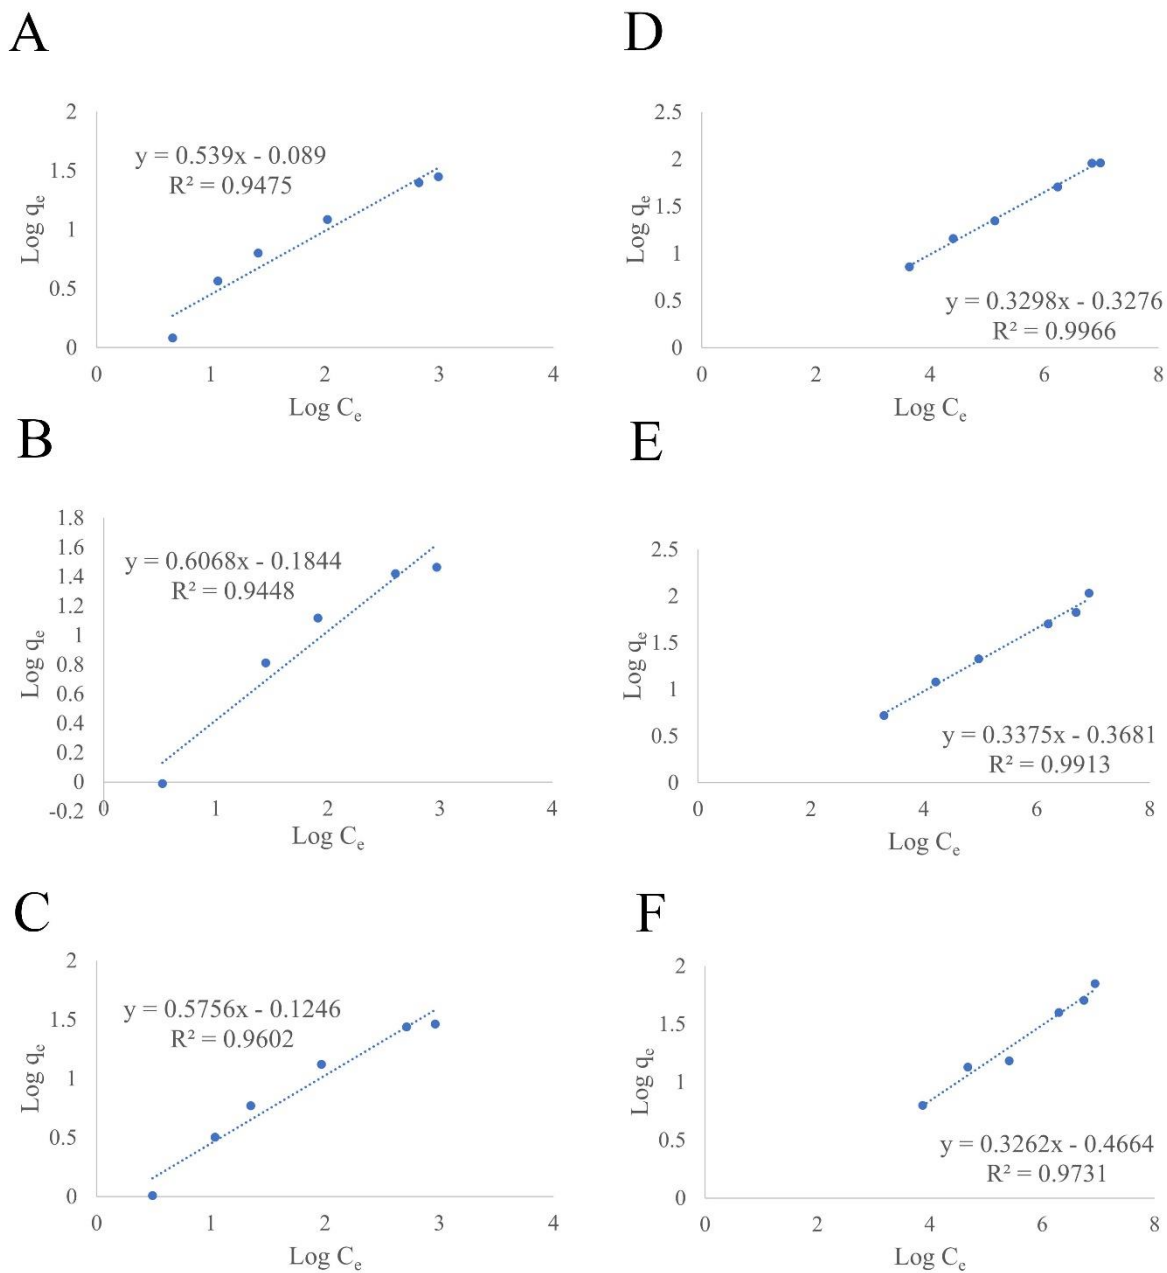 A
2
1.5
1
0.5
0
y = 0.539x - 0.089
R² = 0.9475
Log qe
0 1 2 3 4
Log Ce
D
2.5
2
1.5
1
0.5
0
Log qe
y = 0.3298x - 0.3276
R² = 0.9966
0 2 4 6 8
Log Ce
B
1.8
1.6
1.4
1.2
1
0.8
0.6
0.4
0.2
0
-0.2
y = 0.6068x - 0.1844
R² = 0.9448
Log qe
0 1 2 3 4
Log Ce
E
2.5
2
1.5
1
0.5
0
Log qe
y = 0.3375x - 0.3681
R² = 0.9913
0 2 4 6 8
Log Ce
C
2
1.5
1
0.5
0
y = 0.5756x - 0.1246
R² = 0.9602
Log qe
0 1 2 3 4
Log Ce
F
2
1.5
1
0.5
0
Log qe
y = 0.3262x - 0.4664
R² = 0.9731
0 2 4 6 8
Log Ce